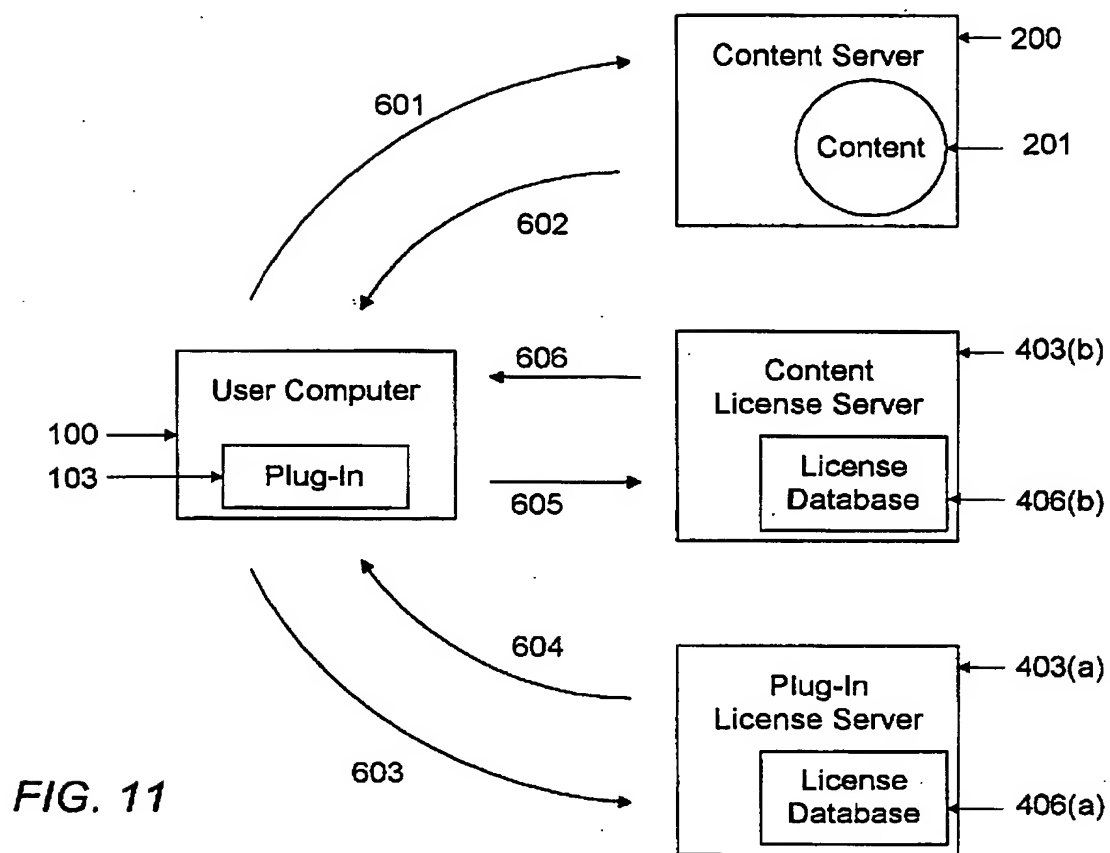 Content Server
200
Content
201
601
602
User Computer
100
Plug-In
103
606
605
Content
License Server
403(b)
License
Database
406(b)
604
603
Plug-In
License Server
403(a)
License
Database
406(a)
FIG. 11